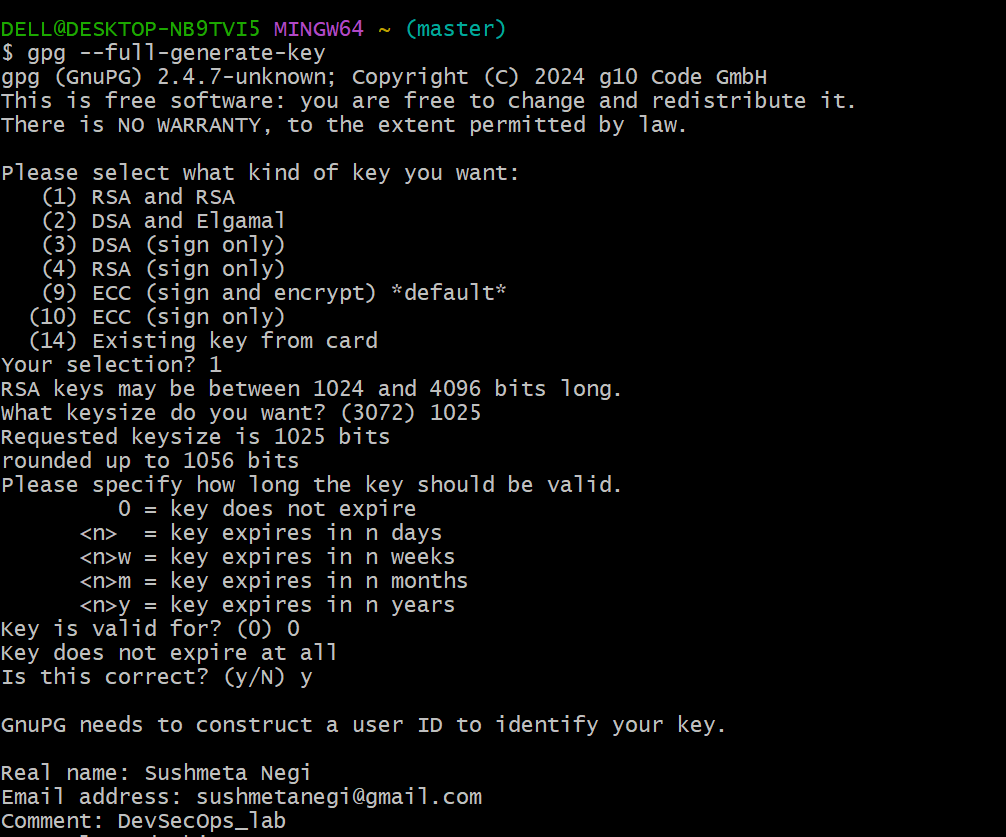 DELL@DESKTOP-NB9TVI5 MINGW64 ~ (master)
$ gpg --full-generate-key
gpg (GnuPG) 2.4.7-unknown; Copyright (C) 2024 g10 Code GmbH
This is free software: you are free to change and redistribute it.
There is NO WARRANTY, to the extent permitted by law.

Please select what kind of key you want:
   (1) RSA and RSA
   (2) DSA and Elgamal
   (3) DSA (sign only)
   (4) RSA (sign only)
   (9) ECC (sign and encrypt) *default*
  (10) ECC (sign only)
  (14) Existing key from card
Your selection? 1
RSA keys may be between 1024 and 4096 bits long.
What keysize do you want? (3072) 1025
Requested keysize is 1025 bits
rounded up to 1056 bits
Please specify how long the key should be valid.
         0 = key does not expire
      <n>  = key expires in n days
      <n>w = key expires in n weeks
      <n>m = key expires in n months
      <n>y = key expires in n years
Key is valid for? (0) 0
Key does not expire at all
Is this correct? (y/N) y

GnuPG needs to construct a user ID to identify your key.

Real name: Sushmeta Negi
Email address: sushmetanegi@gmail.com
Comment: DevSecOps_lab